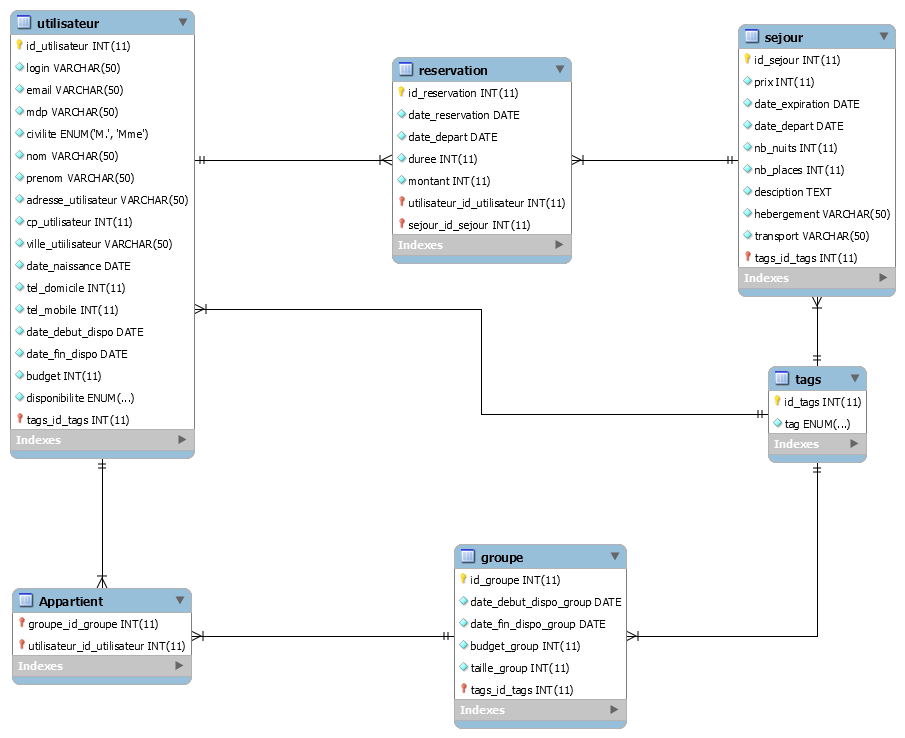 utilisateur
id_utilisateur INT(11)
login VARCHAR(50)
email VARCHAR(50)
mdp VARCHAR(50)
civilite ENUM('M.', 'Mme')
nom VARCHAR(50)
prenom VARCHAR(50)
adresse_utilisateur VARCHAR(50)
cp_utilisateur INT(11)
ville_utilisateur VARCHAR(50)
date_naissance DATE
tel_domicile INT(11)
tel_mobile INT(11)
date_debut_dispo DATE
date_fin_dispo DATE
budget INT(11)
disponibilite ENUM(...)
tags_id_tags INT(11)
Indexes
reservation
id_reservation INT(11)
date_reservation DATE
date_depart DATE
duree INT(11)
montant INT(11)
utilisateur_id_utilisateur INT(11)
sejour_id_sejour INT(11)
Indexes
sejour
id_sejour INT(11)
prix INT(11)
date_expiration DATE
date_depart DATE
nb_nuits INT(11)
nb_places INT(11)
desciption TEXT
hebergement VARCHAR(50)
transport VARCHAR(50)
tags_id_tags INT(11)
Indexes
tags
id_tags INT(11)
tag ENUM(...)
Indexes
Appartient
groupe_id_groupe INT(11)
utilisateur_id_utilisateur INT(11)
Indexes
groupe
id_groupe INT(11)
date_debut_dispo_group DATE
date_fin_dispo_group DATE
budget_group INT(11)
taille_group INT(11)
tags_id_tags INT(11)
Indexes